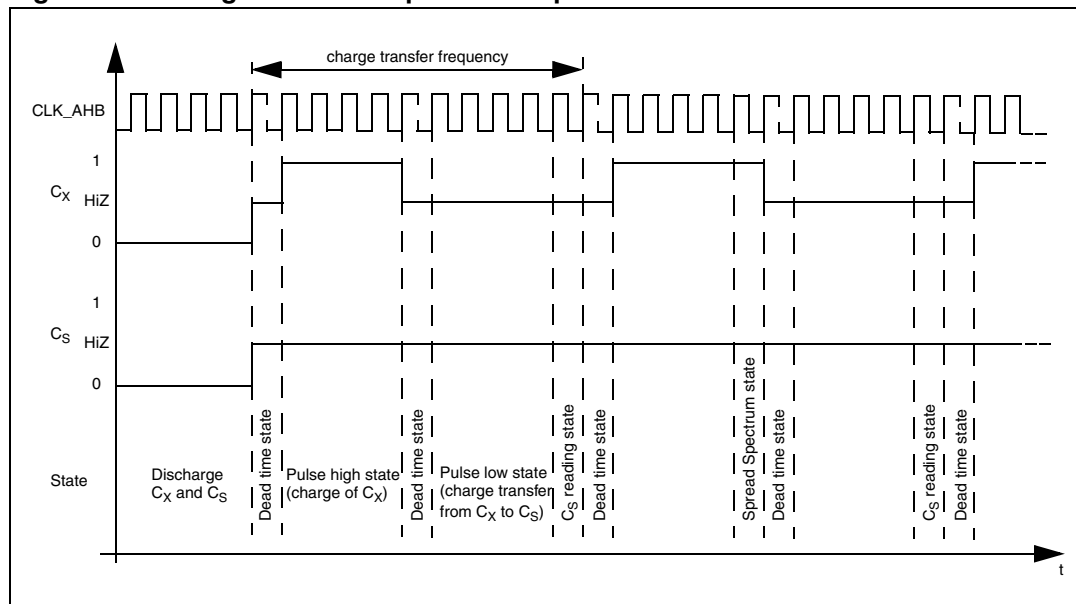 charge transfer frequency
CLK_AHB
1
CX HiZ
0
1
CS HiZ
0
State
Discharge
CX and CS
Dead time state
Pulse high state
(charge of CX)
Dead time state
Pulse low state
(charge transfer
from CX to CS)
CS reading state
Dead time state
Spread Spectrum state
Dead time state
CS reading state
Dead time state
t